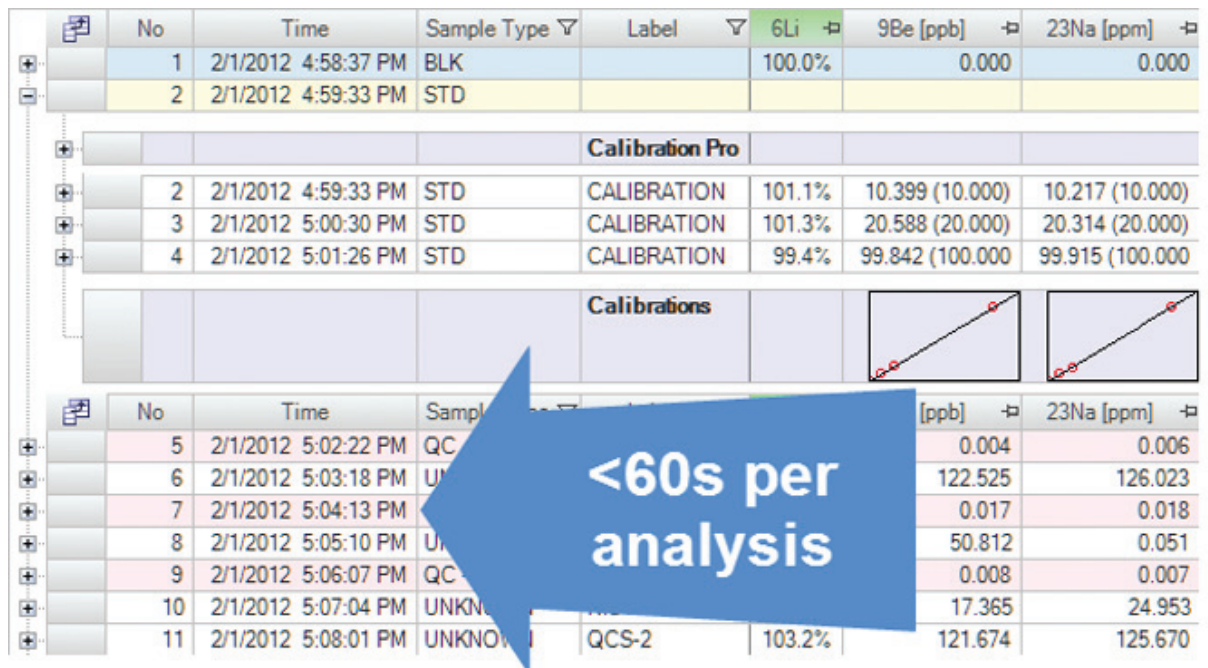 No Time Sample Type Label 6Li 9Be [ppb] 23Na [ppm]
1 2/1/2012 4:58:37 PM BLK 100.0% 0.000 0.000
2 2/1/2012 4:59:33 PM STD
Calibration Pro
2 2/1/2012 4:59:33 PM STD CALIBRATION 101.1% 10.399 (10.000) 10.217 (10.000)
3 2/1/2012 5:00:30 PM STD CALIBRATION 101.3% 20.588 (20.000) 20.314 (20.000)
4 2/1/2012 5:01:26 PM STD CALIBRATION 99.4% 99.842 (100.000 99.915 (100.000
Calibrations
No Time [ppb] 23Na [ppm]
5 2/1/2012 5:02:22 PM QC 0.004 0.006
6 2/1/2012 5:03:18 PM 122.525 126.023
7 2/1/2012 5:04:13 PM 0.017 0.018
8 2/1/2012 5:05:10 PM 50.812 0.051
9 2/1/2012 5:06:07 PM QC 0.008 0.007
10 2/1/2012 5:07:04 PM 17.365 24.953
11 2/1/2012 5:08:01 PM UNKNOWN QCS-2 103.2% 121.674 125.670
<60s per
analysis